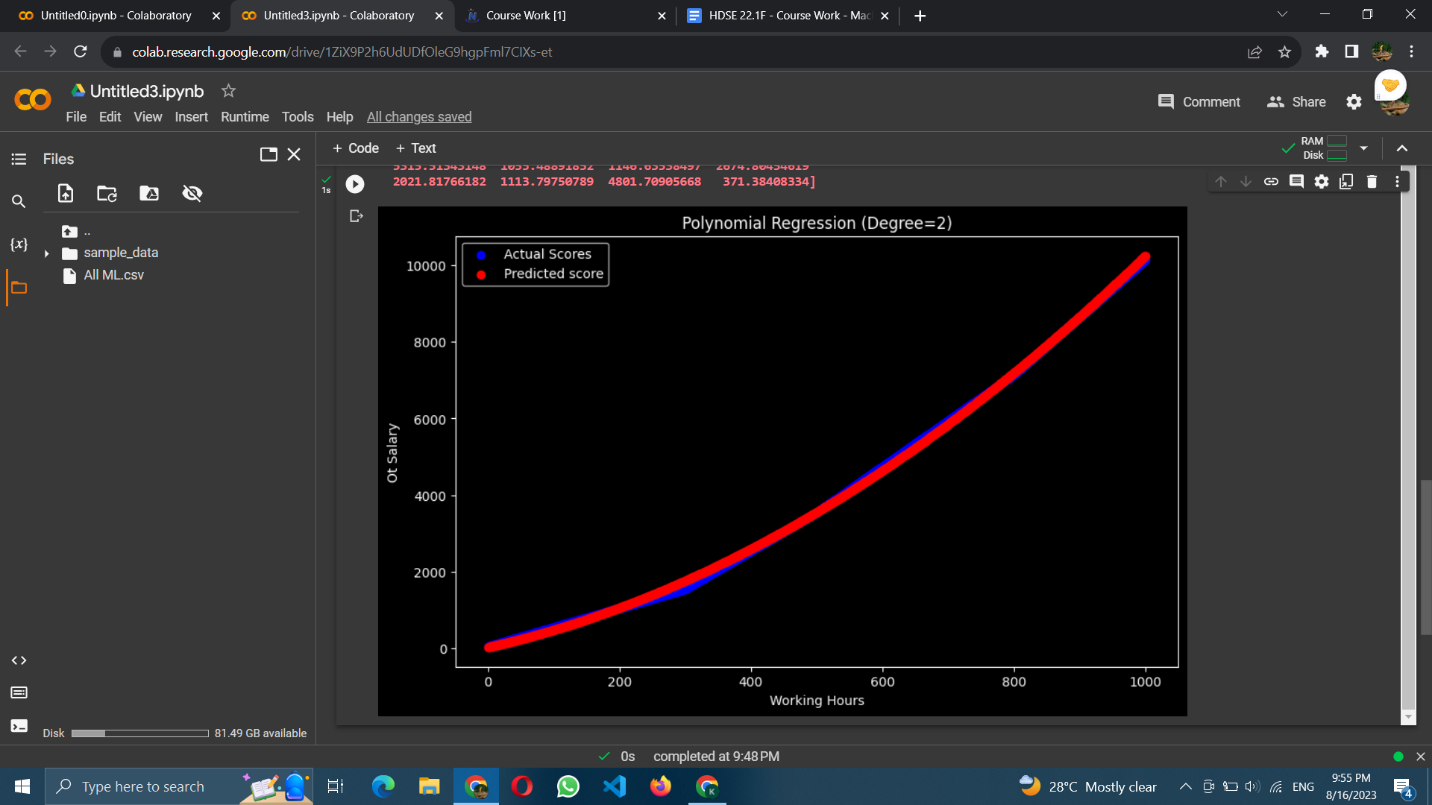 Untitled0.ipynb - Colaboratory
Untitled3.ipynb - Colaboratory
Course Work [1]
HDSE 22.1F - Course Work - Mac
colab.research.google.com/drive/1ZiX9P2h6UdUDfOleG9hgpFml7CIXs-et
Untitled3.ipynb
File Edit View Insert Runtime Tools Help All changes saved
Comment
Share
Files
+ Code + Text
RAM
Disk
..
sample_data
All ML.csv
{x}
1s
2021.81766182 1113.79750789 4801.70905668 371.38408334]
Polynomial Regression (Degree=2)
Actual Scores
Predicted score
10000
8000
6000
4000
2000
0
Ot Salary
0 200 400 600 800 1000
Working Hours
Disk 81.49 GB available
0s completed at 9:48 PM
Type here to search
28°C Mostly clear
ENG
9:55 PM
8/16/2023
4